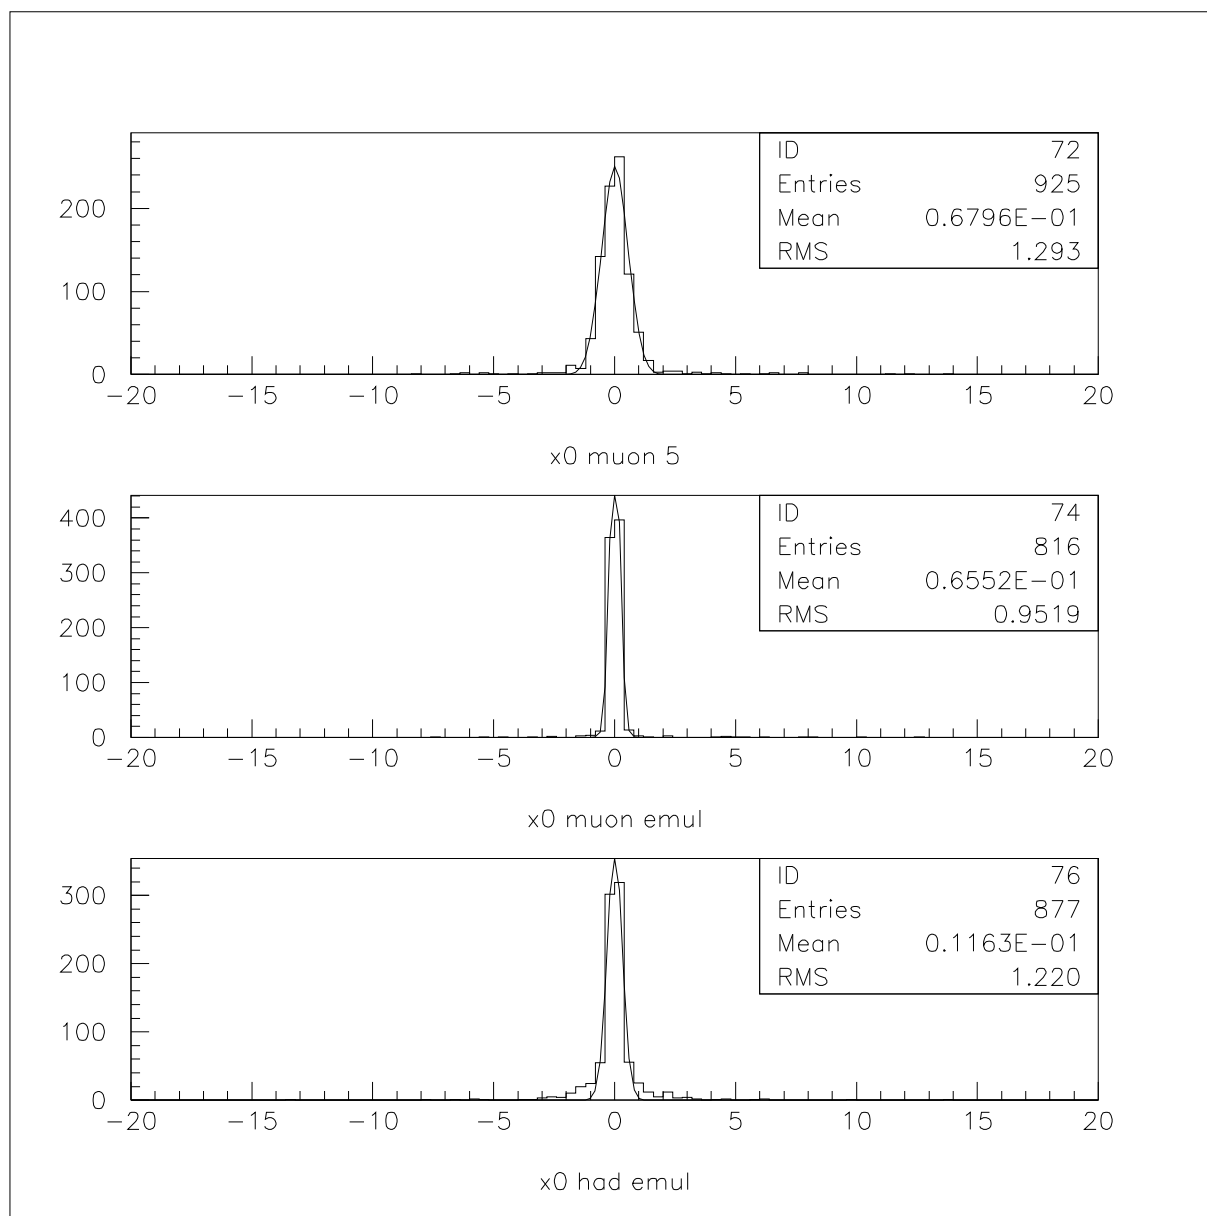 ID 72
Entries 925
Mean 0.6796E-01
RMS 1.293
200
100
0
-20 -15 -10 -5 0 5 10 15 20
x0 muon 5
ID 74
Entries 816
Mean 0.6552E-01
RMS 0.9519
400
300
200
100
0
-20 -15 -10 -5 0 5 10 15 20
x0 muon emul
ID 76
Entries 877
Mean 0.1163E-01
RMS 1.220
300
200
100
0
-20 -15 -10 -5 0 5 10 15 20
x0 had emul